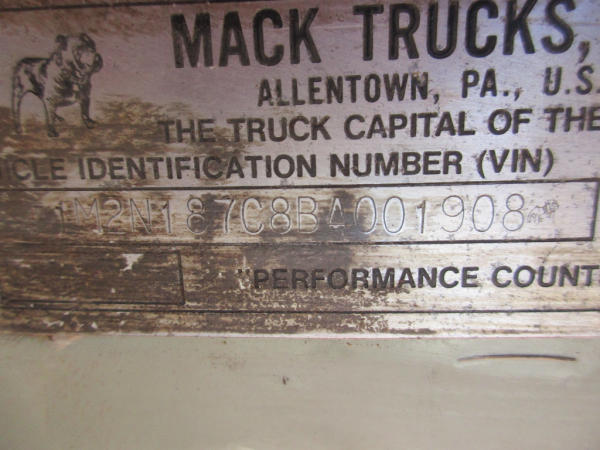 MACK TRUCKS,
ALLENTOWN, PA., U.S.
THE TRUCK CAPITAL OF THE
ICLE IDENTIFICATION NUMBER (VIN)
1M2N187C8BA001908
"PERFORMANCE COUNT